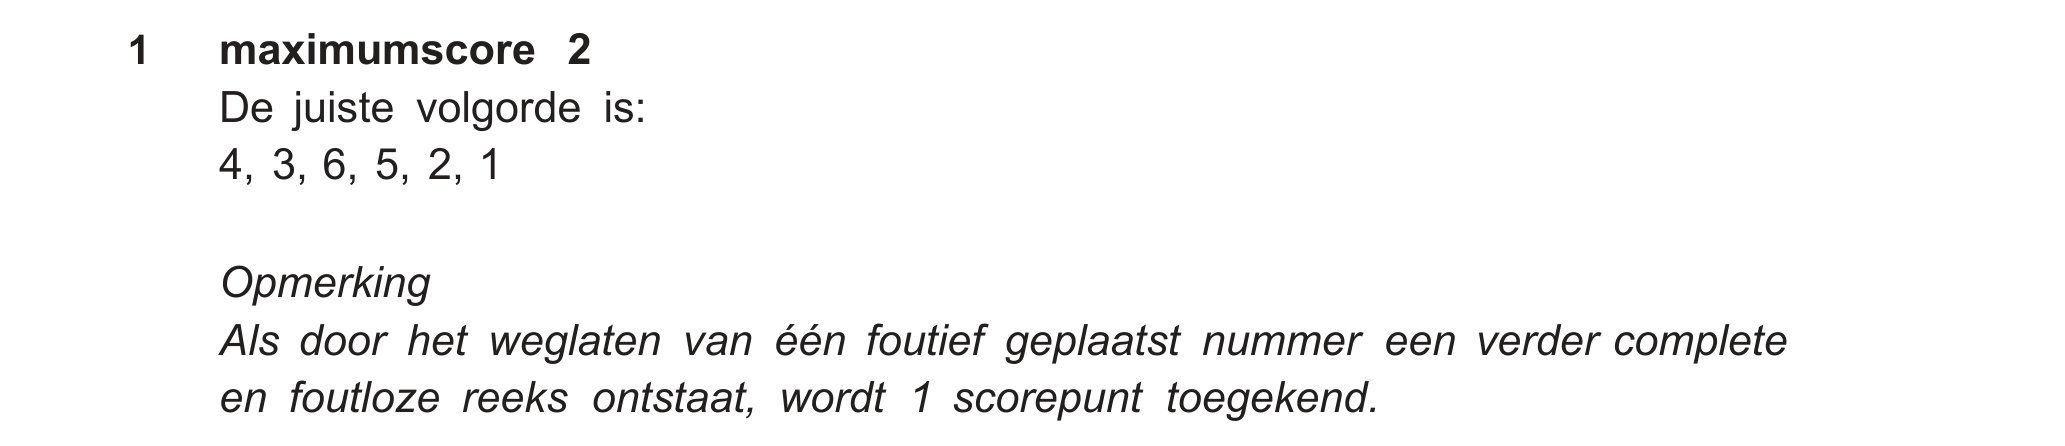 1 maximumscore 2
De juiste volgorde is:
4, 3, 6, 5, 2, 1
Opmerking
Als door het weglaten van één foutief geplaatst nummer een verder complete
en foutloze reeks ontstaat, wordt 1 scorepunt toegekend.